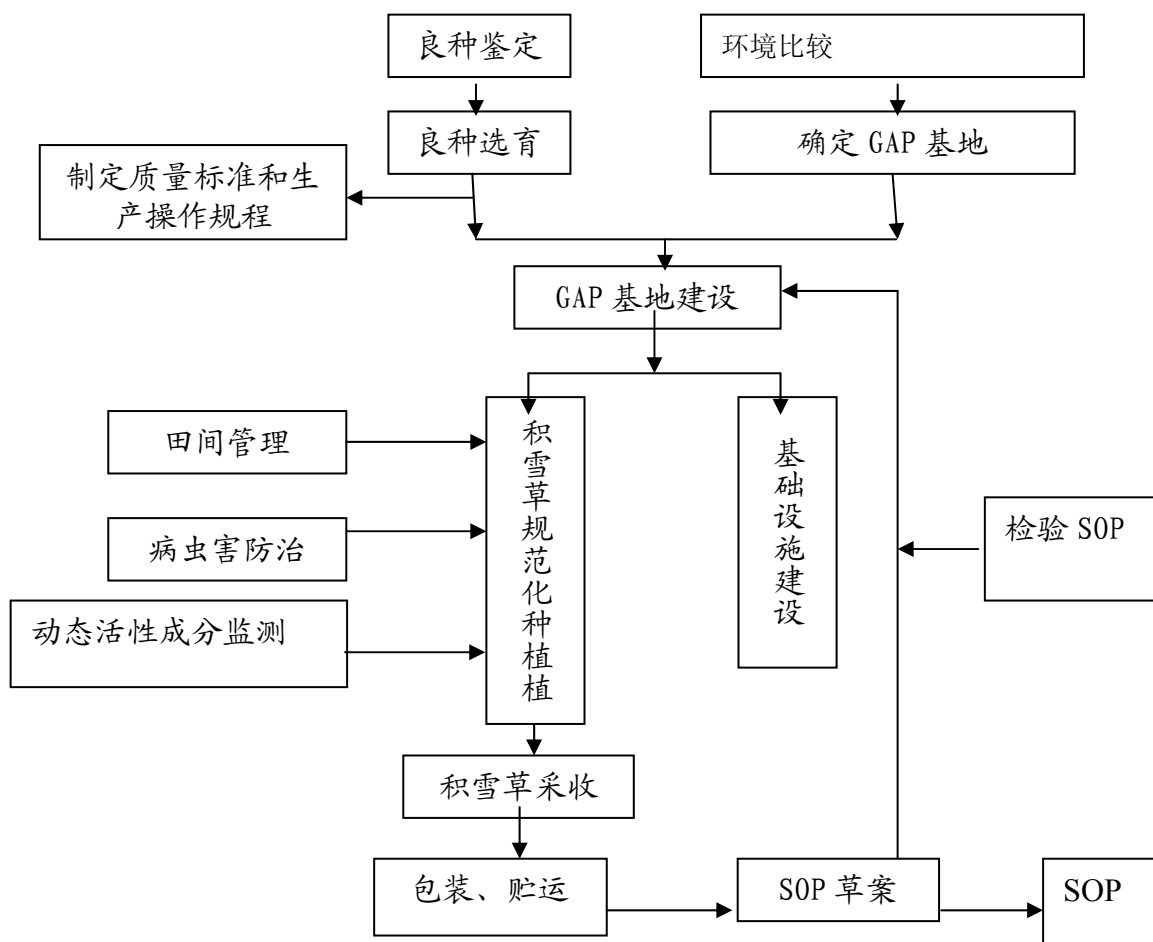 良种鉴定
环境比较
良种选育
确定 GAP 基地
制定质量标准和生
产操作规程
GAP 基地建设
田间管理
病虫害防治
动态活性成分监测
积雪草规范化种植植
基础设施建设
检验 SOP
积雪草采收
包装、贮运
SOP 草案
SOP